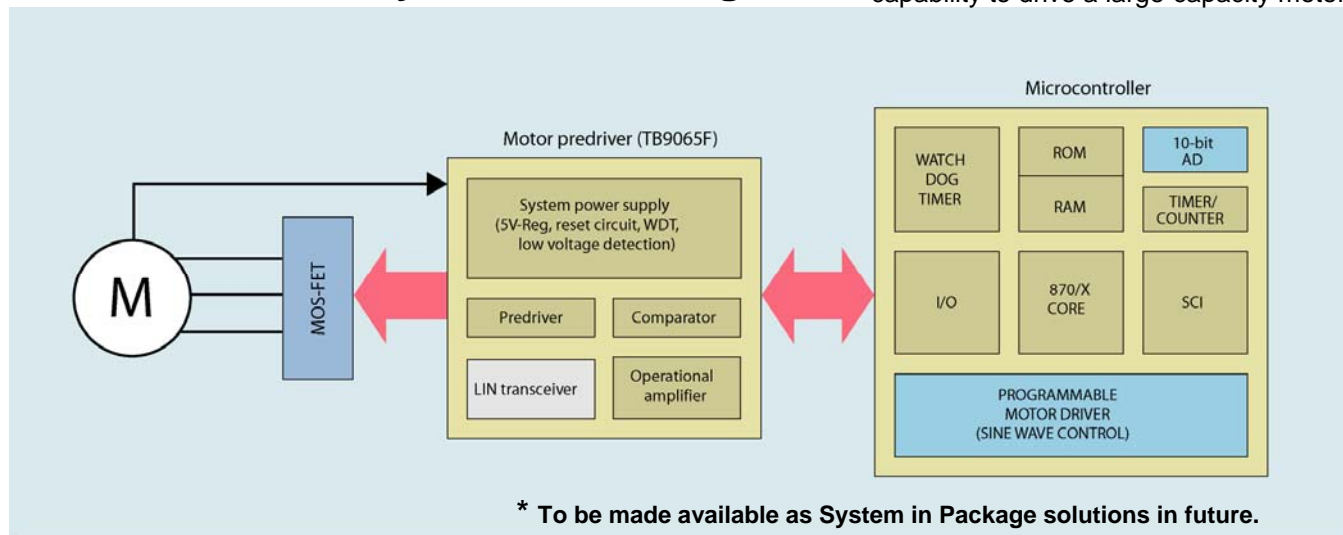 capability to drive a large-capacity motor
Microcontroller
Motor predriver (TB9065F)
System power supply
(5V-Reg, reset circuit, WDT,
low voltage detection)
Predriver
Comparator
LIN transceiver
Operational
amplifier
M
MOS-FET
WATCH
DOG
TIMER
ROM
RAM
10-bit
AD
TIMER/
COUNTER
I/O
870/X
CORE
SCI
PROGRAMMABLE
MOTOR DRIVER
(SINE WAVE CONTROL)
* To be made available as System in Package solutions in future.